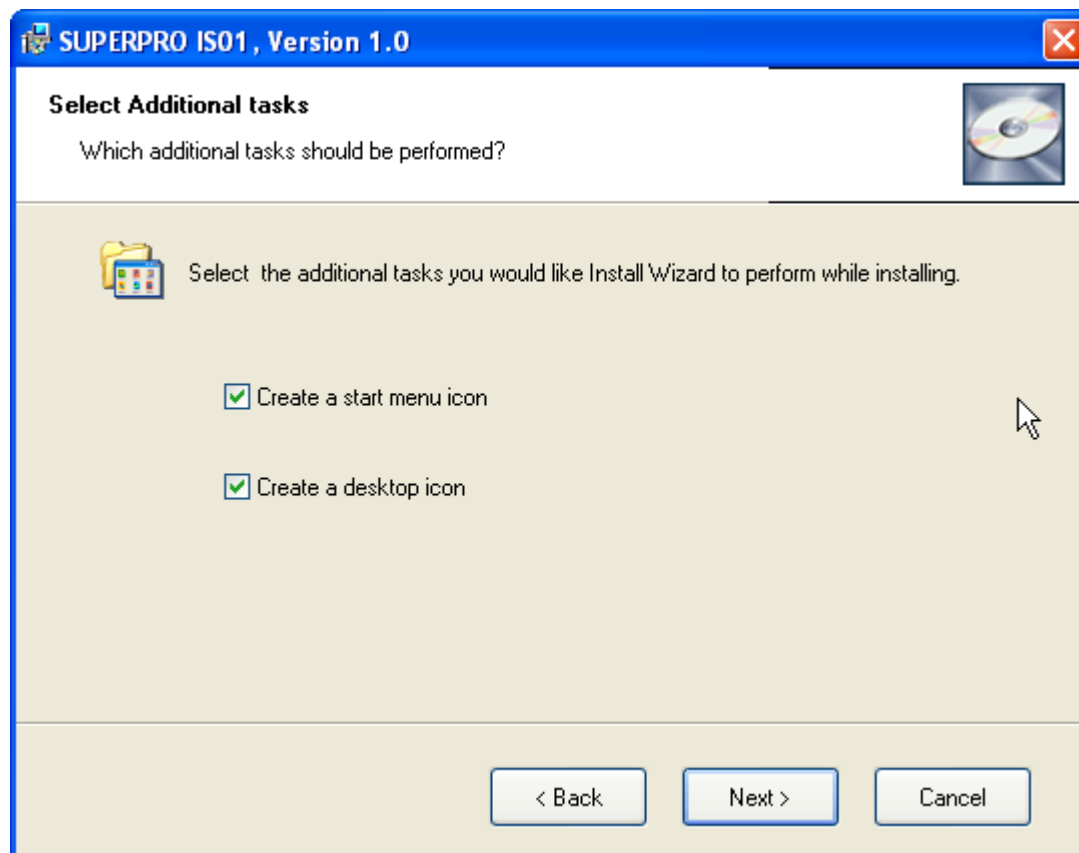 SUPERPRO IS01, Version 1.0
Select Additional tasks
Which additional tasks should be performed?
Select the additional tasks you would like Install Wizard to perform while installing.
Create a start menu icon
Create a desktop icon
< Back Next > Cancel